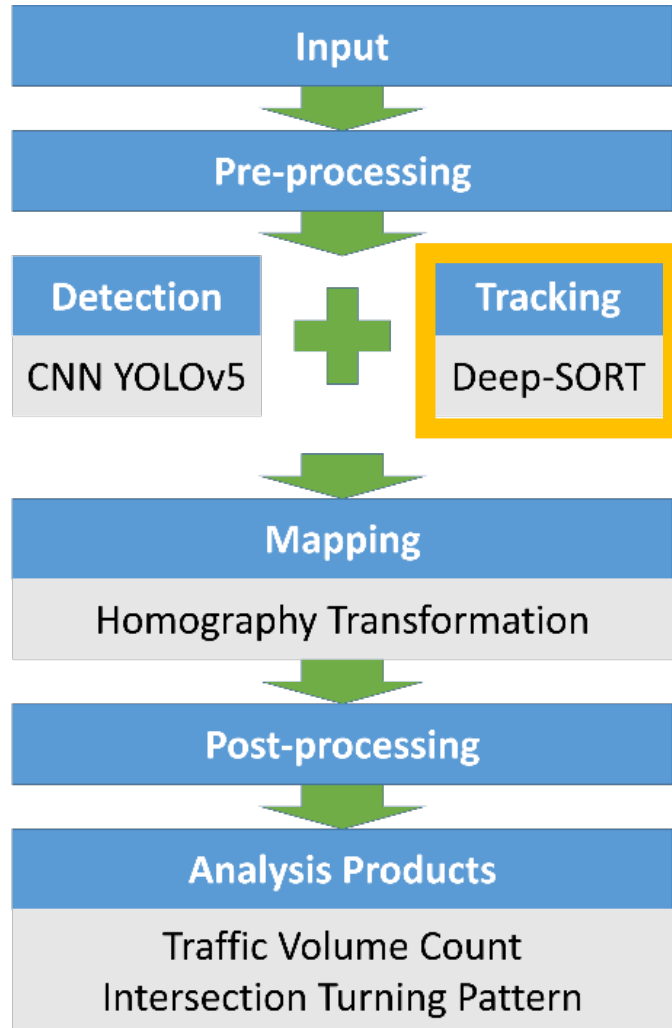 Input
Pre-processing
Detection
CNN YOLOv5
Tracking
Deep-SORT
Mapping
Homography Transformation
Post-processing
Analysis Products
Traffic Volume Count
Intersection Turning Pattern